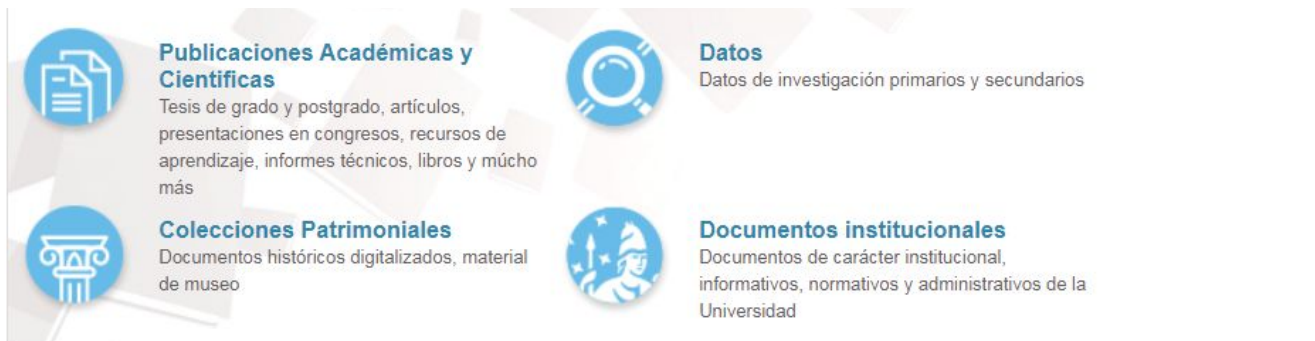 Publicaciones Académicas y
Cientificas
Tesis de grado y postgrado, artículos,
presentaciones en congresos, recursos de
aprendizaje, informes técnicos, libros y múcho
más
Datos
Datos de investigación primarios y secundarios
Colecciones Patrimoniales
Documentos históricos digitalizados, material
de museo
Documentos institucionales
Documentos de carácter institucional,
informativos, normativos y administrativos de la
Universidad